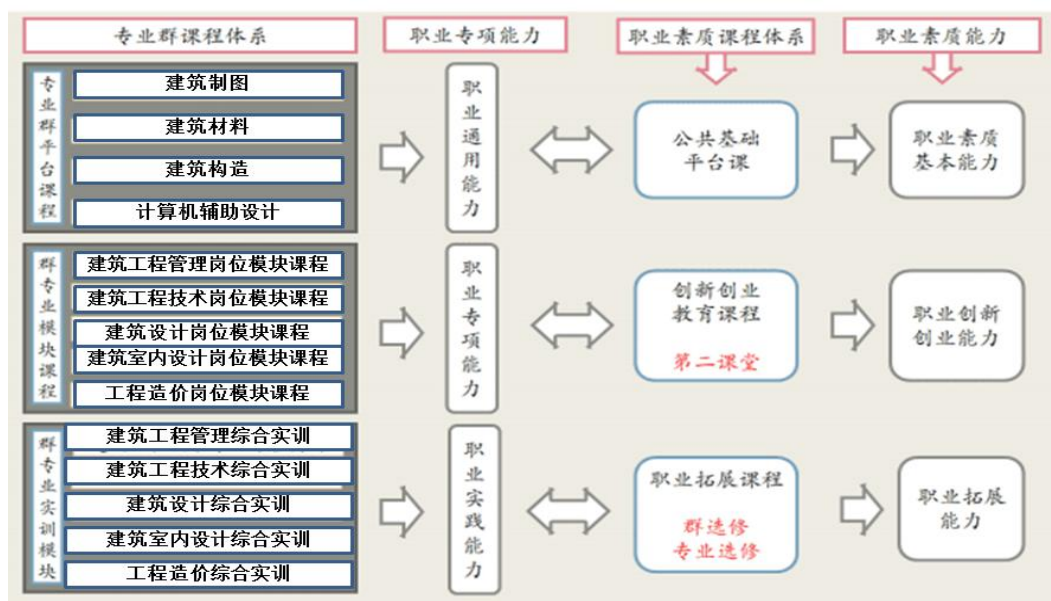 专业群课程体系
职业专项能力
职业素质课程体系
职业素质能力
专业群平台课程
建筑制图
建筑材料
建筑构造
计算机辅助设计
职业通用能力
公共基础
平台课
职业素质
基本能力
群专业模块课程
建筑工程管理岗位模块课程
建筑工程技术岗位模块课程
建筑设计岗位模块课程
建筑室内设计岗位模块课程
工程造价岗位模块课程
职业专项能力
创新创业
教育课程
第二课堂
职业创新
创业能力
群专业实训模块
建筑工程管理综合实训
建筑工程技术综合实训
建筑设计综合实训
建筑室内设计综合实训
工程造价综合实训
职业实践能力
职业拓展课程
群选修
专业选修
职业拓展
能力